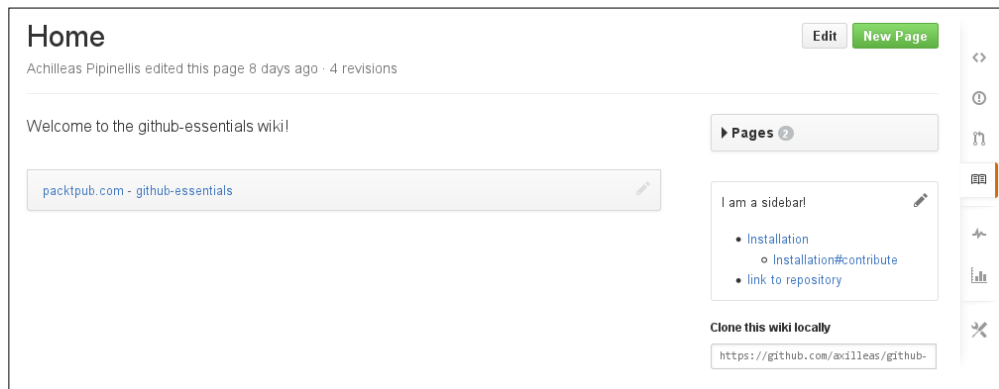 Home
Edit
New Page
Achilleas Pipinellis edited this page 8 days ago · 4 revisions
Welcome to the github-essentials wiki!
Pages 2
packtpub.com - github-essentials
I am a sidebar!
Installation
Installation#contribute
link to repository
Clone this wiki locally
https://github.com/axilleas/github-